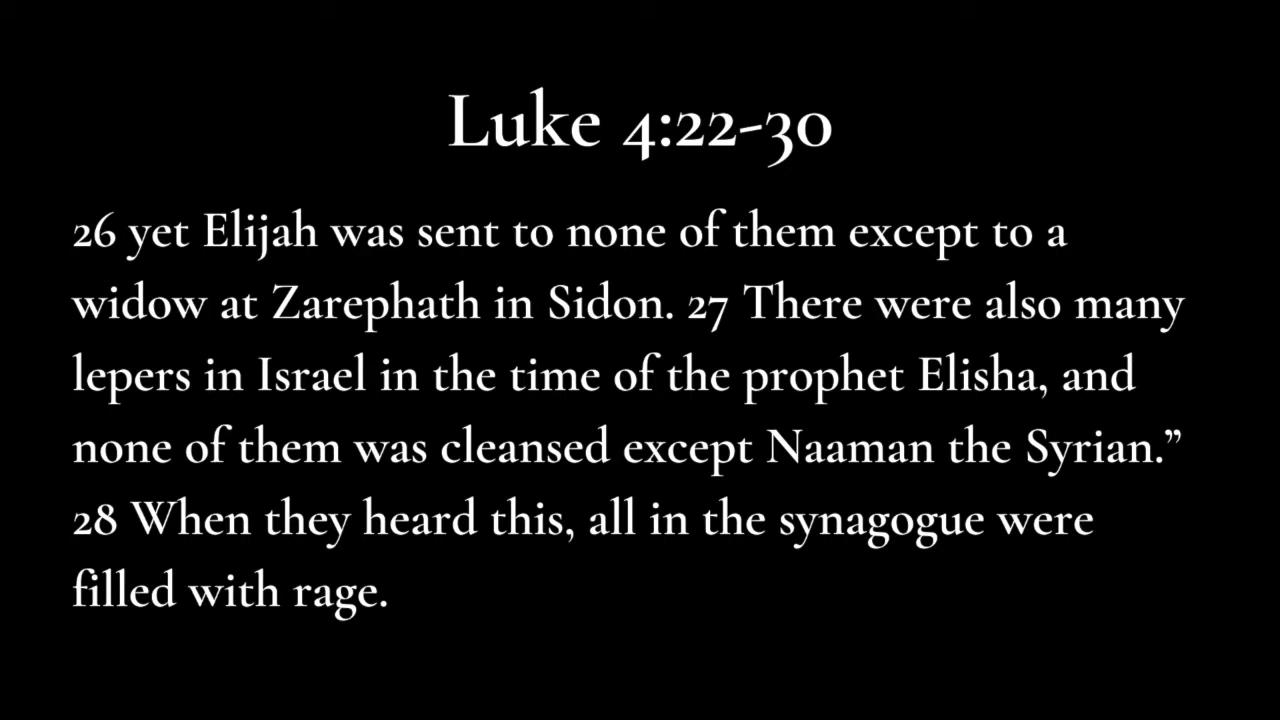 Luke 4:22-30
26 yet Elijah was sent to none of them except to a
widow at Zarephath in Sidon. 27 There were also many
lepers in Israel in the time of the prophet Elisha, and
none of them was cleansed except Naaman the Syrian.”
28 When they heard this, all in the synagogue were
filled with rage.